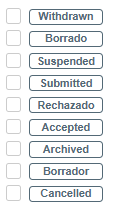 Withdrawn
Borrado
Suspended
Submitted
Rechazado
Accepted
Archived
Borrador
Cancelled